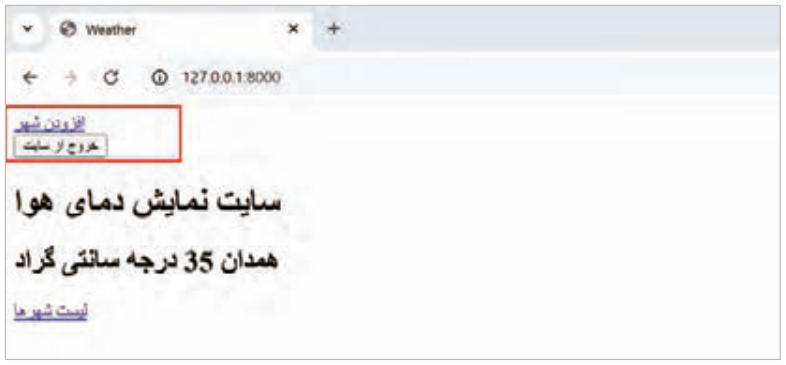 Weather
127.0.0.1:8000
افزودن شهر
خروج از سایت
سایت نمایش دمای هوا
همدان 35 درجه سانتی گراد
لیست شهر ها